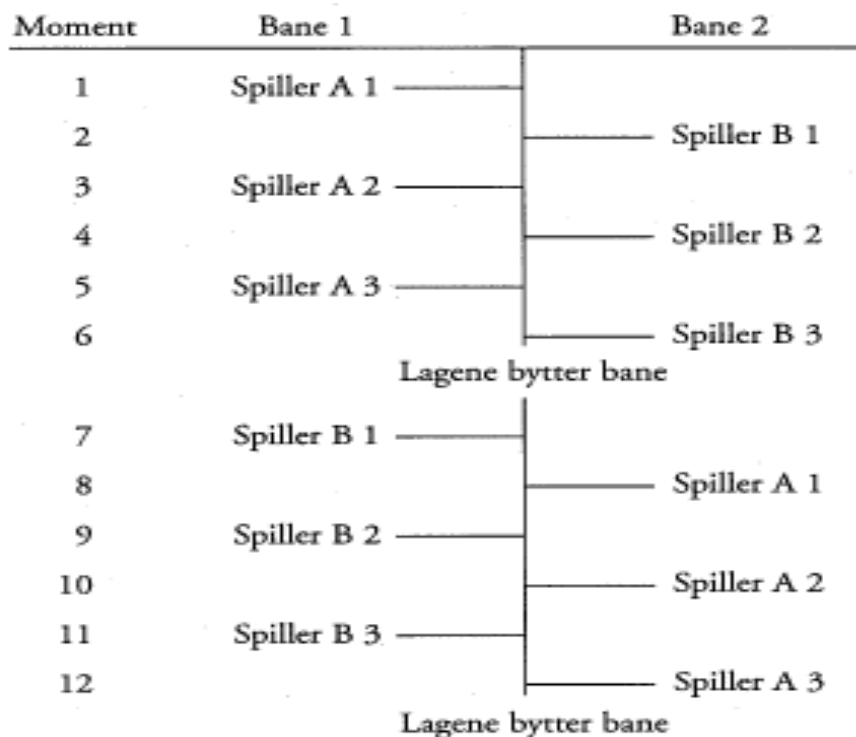 Moment Bane 1 Bane 2
1 Spiller A 1
2 Spiller B 1
3 Spiller A 2
4 Spiller B 2
5 Spiller A 3
6 Spiller B 3
Lagene bytter bane
7 Spiller B 1
8 Spiller A 1
9 Spiller B 2
10 Spiller A 2
11 Spiller B 3
12 Spiller A 3
Lagene bytter bane